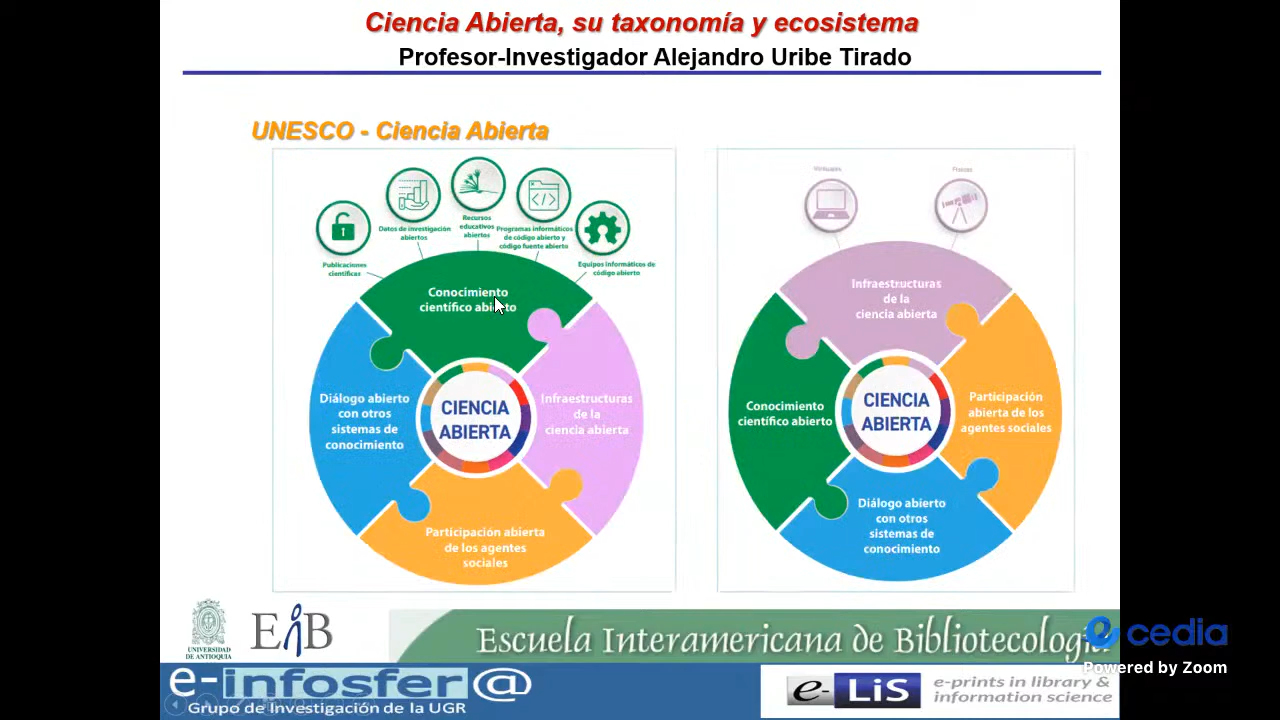 Ciencia Abierta, su taxonomía y ecosistema
Profesor-Investigador Alejandro Uribe Tirado
UNESCO - Ciencia Abierta
Publicaciones
científicas
Datos de investigación
abiertos
Recursos
educativos
abiertos
Programas informáticos
de código abierto y
código fuente abierto
Equipos informáticos de
código abierto
Conocimiento
científico abierto
Diálogo abierto
con otros
sistemas de
conocimiento
CIENCIA
ABIERTA
Infraestructuras
de la
ciencia abierta
Participación abierta
de los agentes
sociales
Virtuales
Físicas
Infraestructuras
de la
ciencia abierta
Conocimiento
científico abierto
CIENCIA
ABIERTA
Participación
abierta de los
agentes sociales
Diálogo abierto
con otros
sistemas de
conocimiento
UNIVERSIDAD
DE ANTIOQUIA
EIB
Escuela Interamericana de Bibliotecología
cedia
Powered by Zoom
e-infosfer@
Grupo de Investigación de la UGR
e-LiS
e-prints in library &
information science